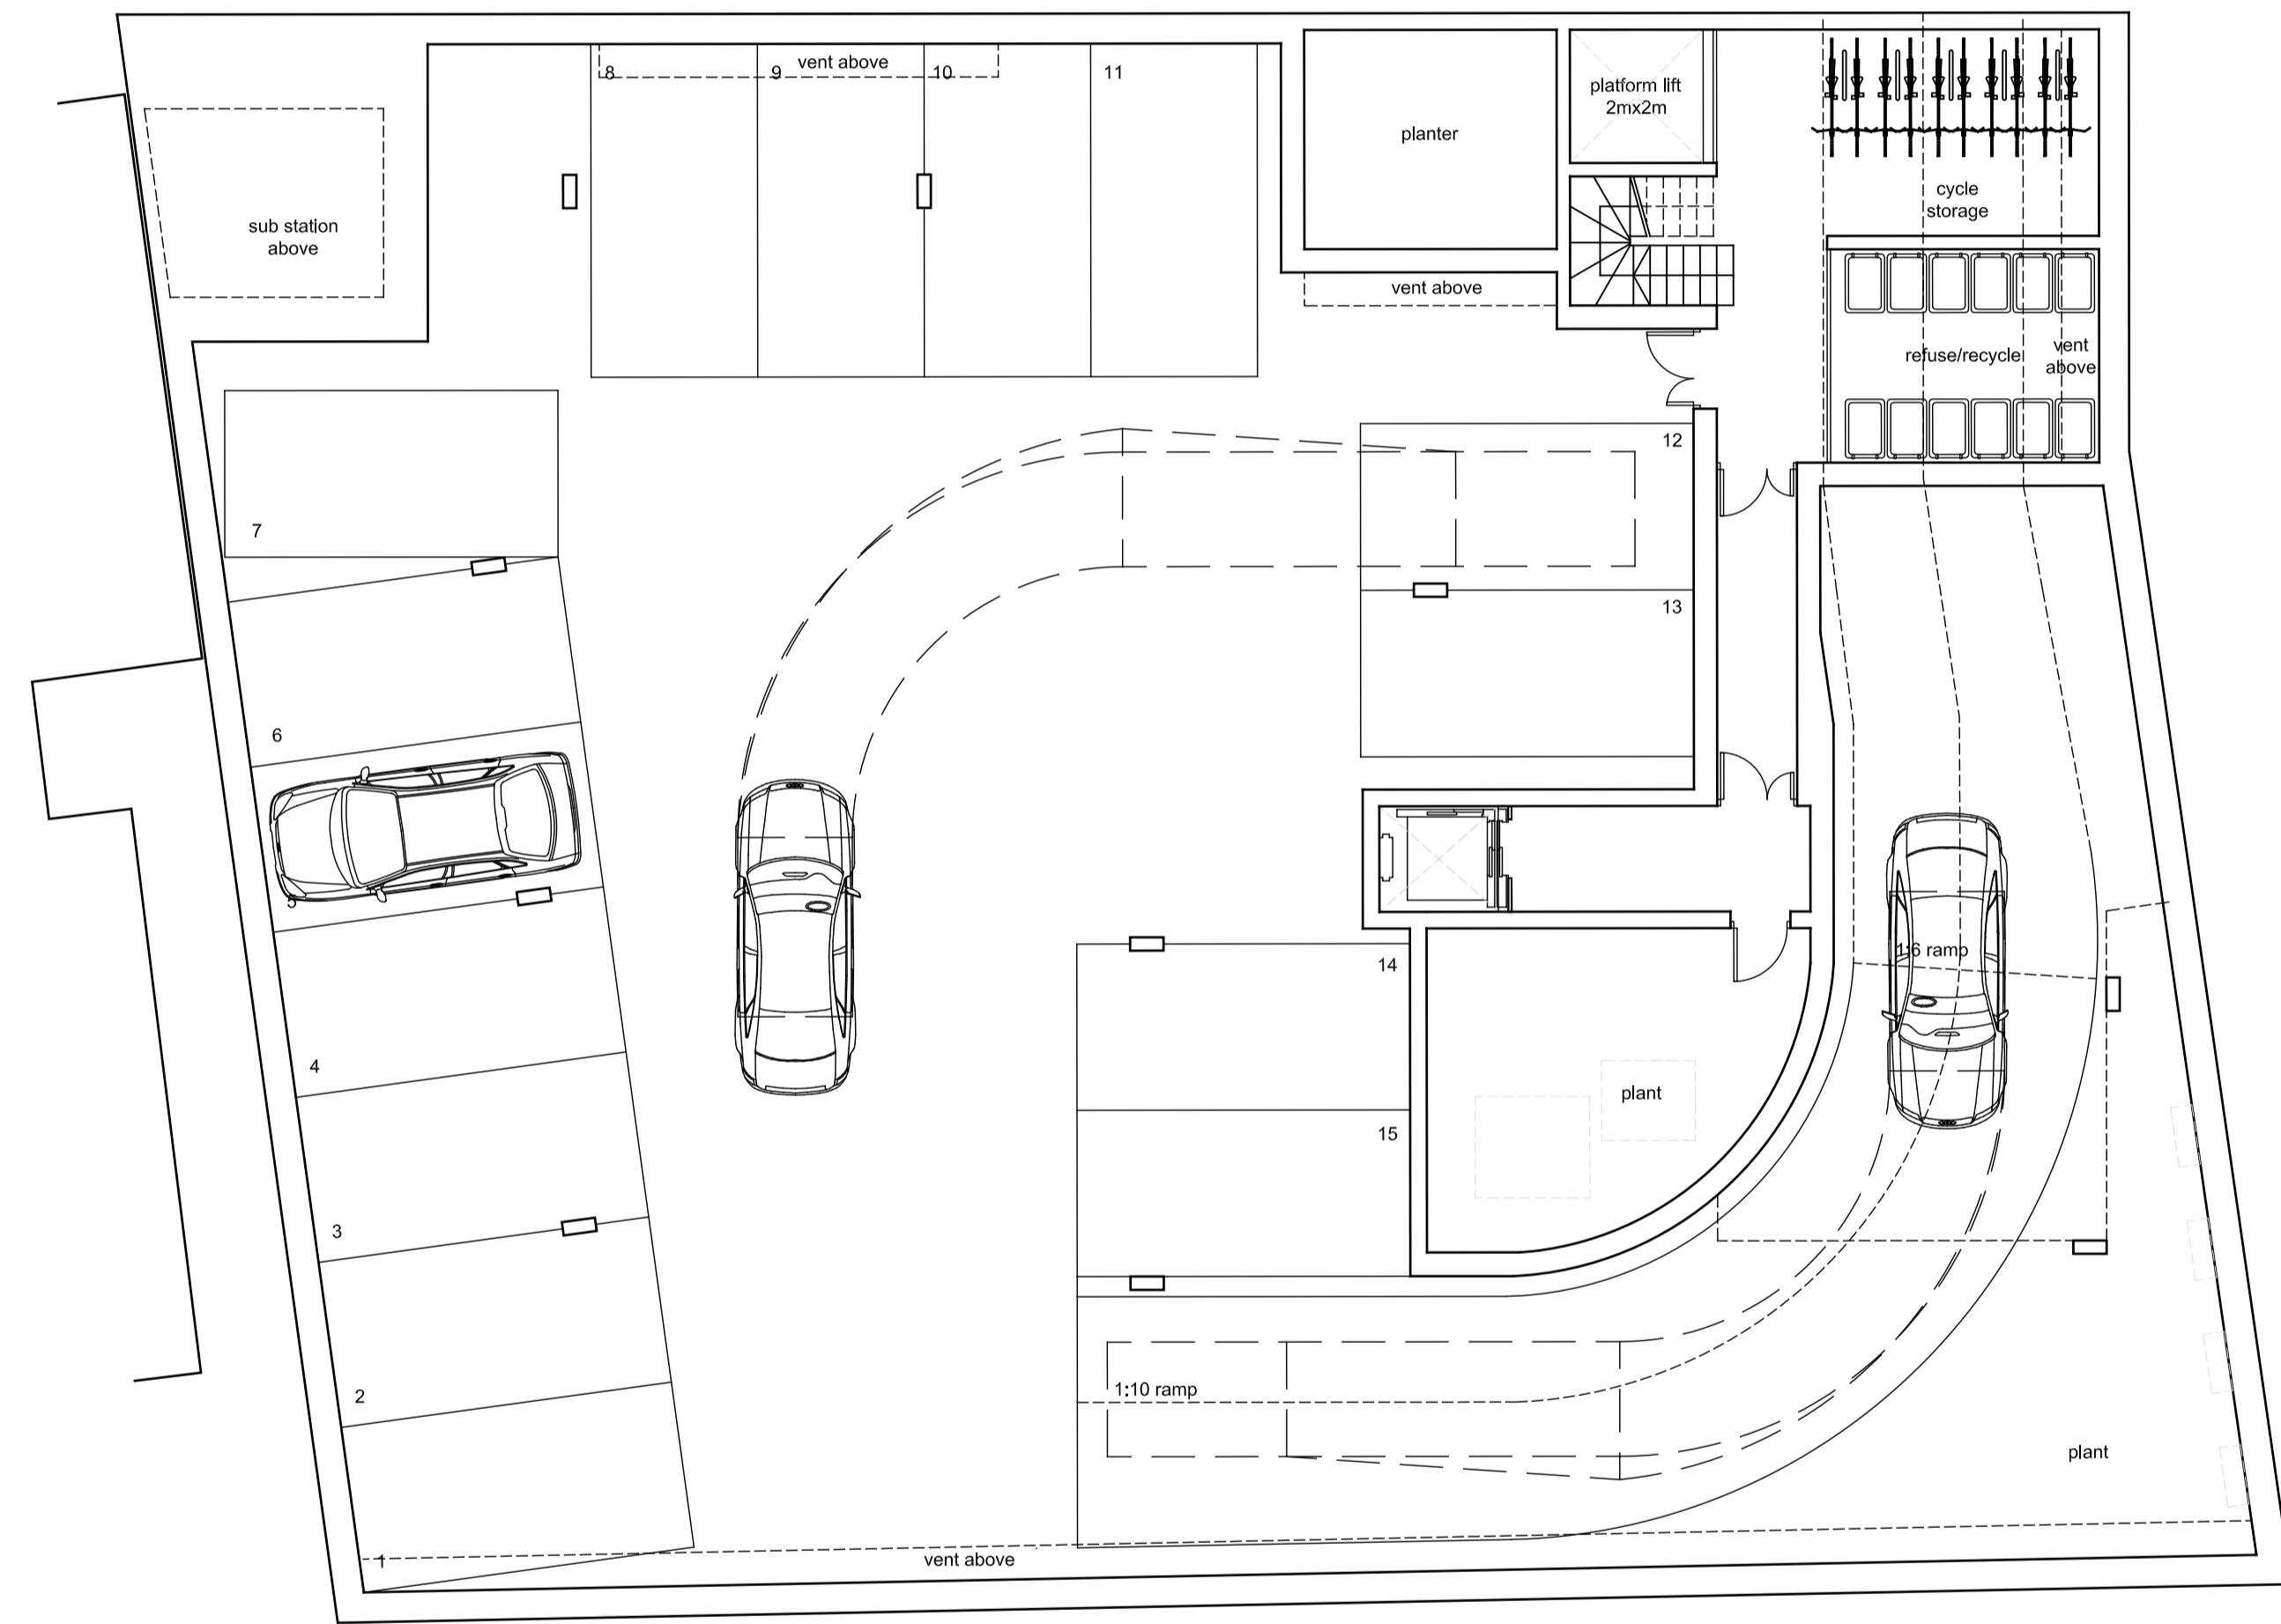 8
9
vent above
10
11
planter
platform lift
2mx2m
cycle
storage
sub station
above
vent above
refuse/recycle
vent
above
12
7
13
6
5
14
1:6 ramp
4
plant
15
3
2
1:10 ramp
plant
1
vent above